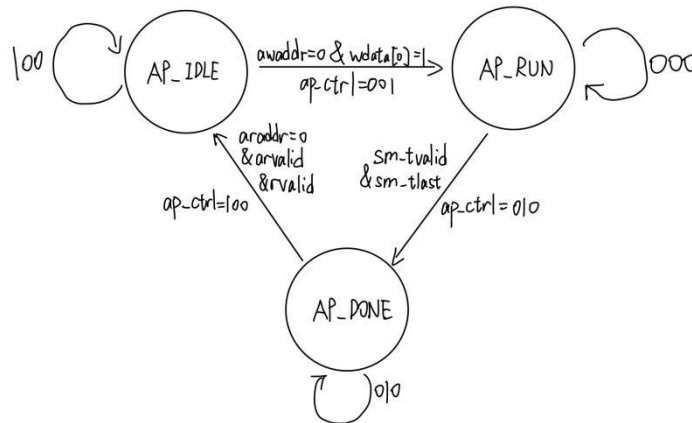 100
AP_IDLE
awaddr=0 & wdata[0]=1
ap_ctrl=001
AP_RUN
000
araddr=0
& arvalid
& rvalid
ap_ctrl=100
sm_tvalid
& sm_tlast
ap_ctrl=010
AP_DONE
010